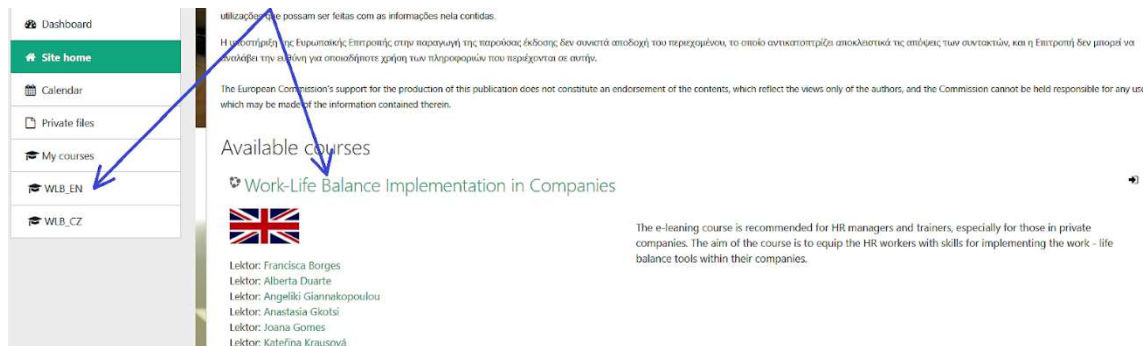 Dashboard
Site home
Calendar
Private files
My courses
WLB_EN
WLB_CZ
utilizações que possam ser feitas com as informações nela contidas.
Η υποστήριξη της Ευρωπαϊκής Επιτροπής στην παραγωγή της παρούσας έκδοσης δεν συνιστά αποδοχή του περιεχομένου, το οποίο αντικατοπτρίζει αποκλειστικά τις απόψεις των συντακτών, και η Επιτροπή δεν μπορεί να
αναλάβει την ευθύνη για οποιαδήποτε χρήση των πληροφοριών που περιέχονται σε αυτήν.
The European Commission's support for the production of this publication does not constitute an endorsement of the contents, which reflect the views only of the authors, and the Commission cannot be held responsible for any use
which may be made of the information contained therein.
Available courses
Work-Life Balance Implementation in Companies
The e-leaning course is recommended for HR managers and trainers, especially for those in private
companies. The aim of the course is to equip the HR workers with skills for implementing the work - life
balance tools within their companies.
Lektor: Francisca Borges
Lektor: Alberta Duarte
Lektor: Angeliki Giannakopoulou
Lektor: Anastasia Gkotsi
Lektor: Joana Gomes
Lektor: Kateřina Krausová